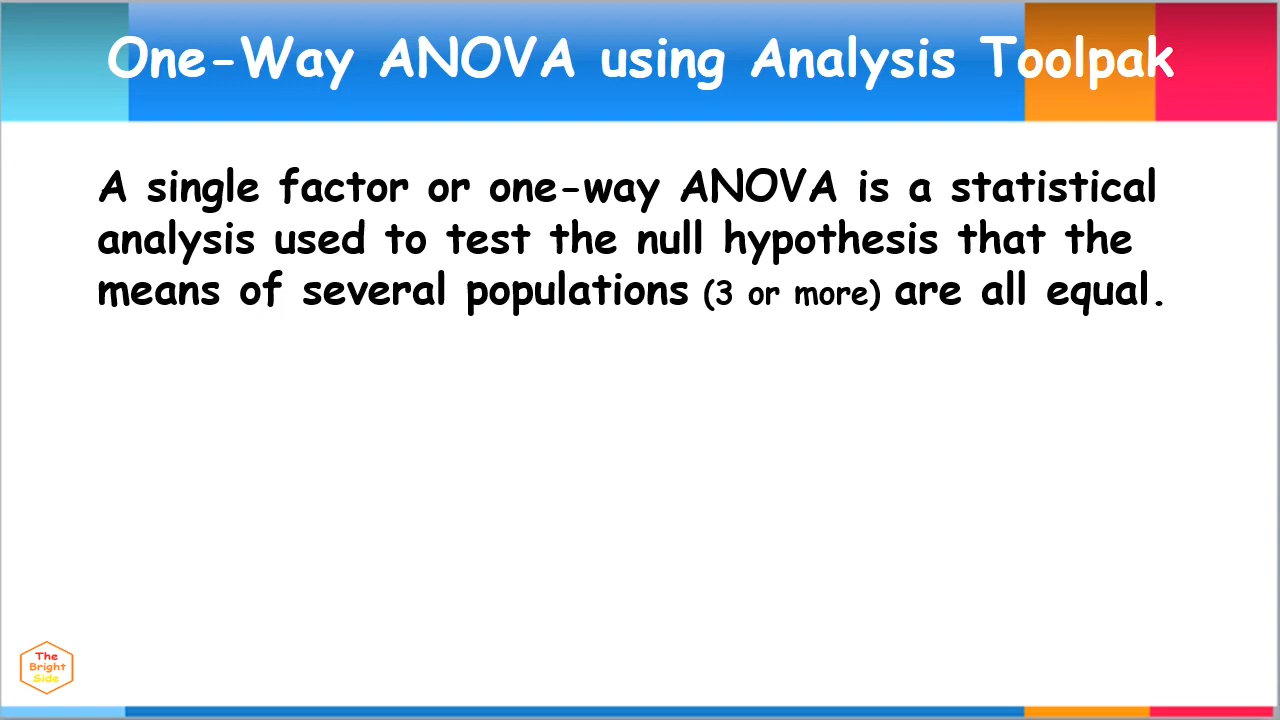 One-Way ANOVA using Analysis Toolpak
A single factor or one-way ANOVA is a statistical
analysis used to test the null hypothesis that the
means of several populations (3 or more) are all equal.
The
Bright
Side